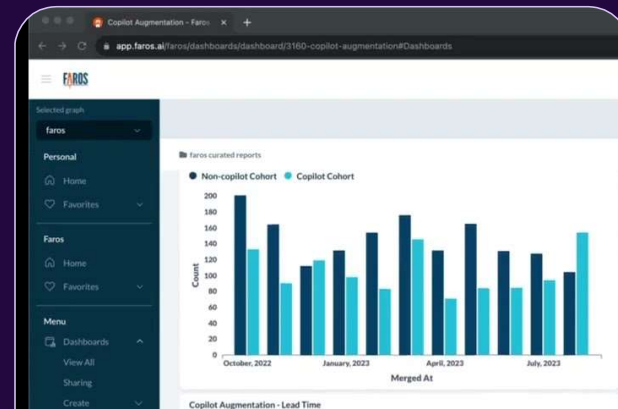 Copilot Augmentation – Faros × +
app.faros.ai/faros/dashboards/dashboard/3160-copilot-augmentation#Dashboards
FAROS
Selected graph
faros
faros curated reports
Personal
Home
Favorites
Faros
Home
Favorites
Menu
Dashboards
View All
Sharing
Create
Non-copilot Cohort Copilot Cohort
200
180
160
140
120
100
80
60
40
20
0
Count
October, 2022 January, 2023 April, 2023 July, 2023
Merged At
Copilot Augmentation - Lead Time